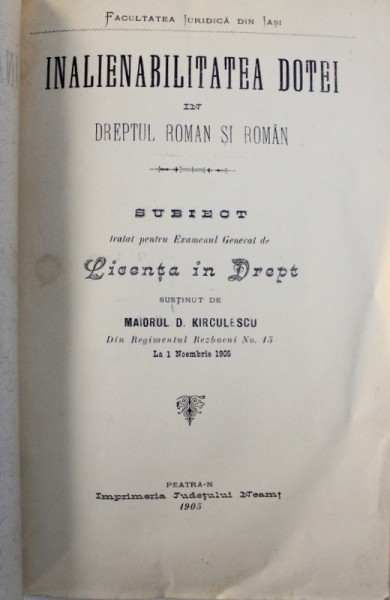 Facultatea Juridică din Iași
INALIENABILITATEA DOTEI
IN
DREPTUL ROMAN SI ROMÂN
SUBIECT
tratat pentru Examenul General de
Licența in Drept
SUSȚINUT DE
MAIORUL D. KIRCULESCU
Din Regimentul Rezboeni No. 15
La 1 Noembrie 1905
PEATRA-N
Imprimeria Județului Neamț
1905